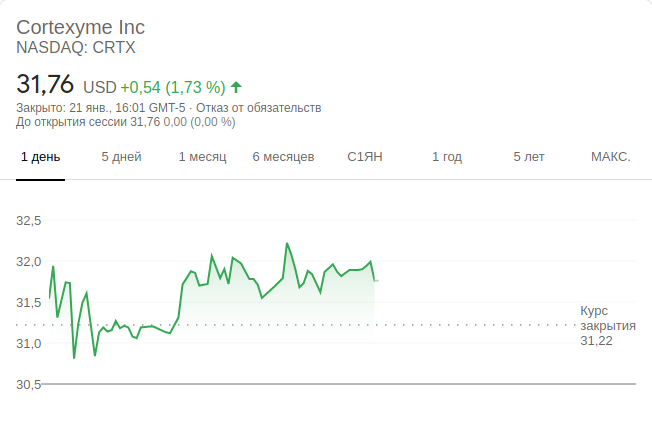 Cortexyme Inc
NASDAQ: CRTX
31,76 USD +0,54 (1,73 %)
Закрыто: 21 янв., 16:01 GMT-5 · Отказ от обязательств
До открытия сессии 31,76 0,00 (0,00 %)
1 день 5 дней 1 месяц 6 месяцев С1ЯН 1 год 5 лет МАКС.
32,5
32,0
31,5
Курс
закрытия
31,22
31,0
30,5